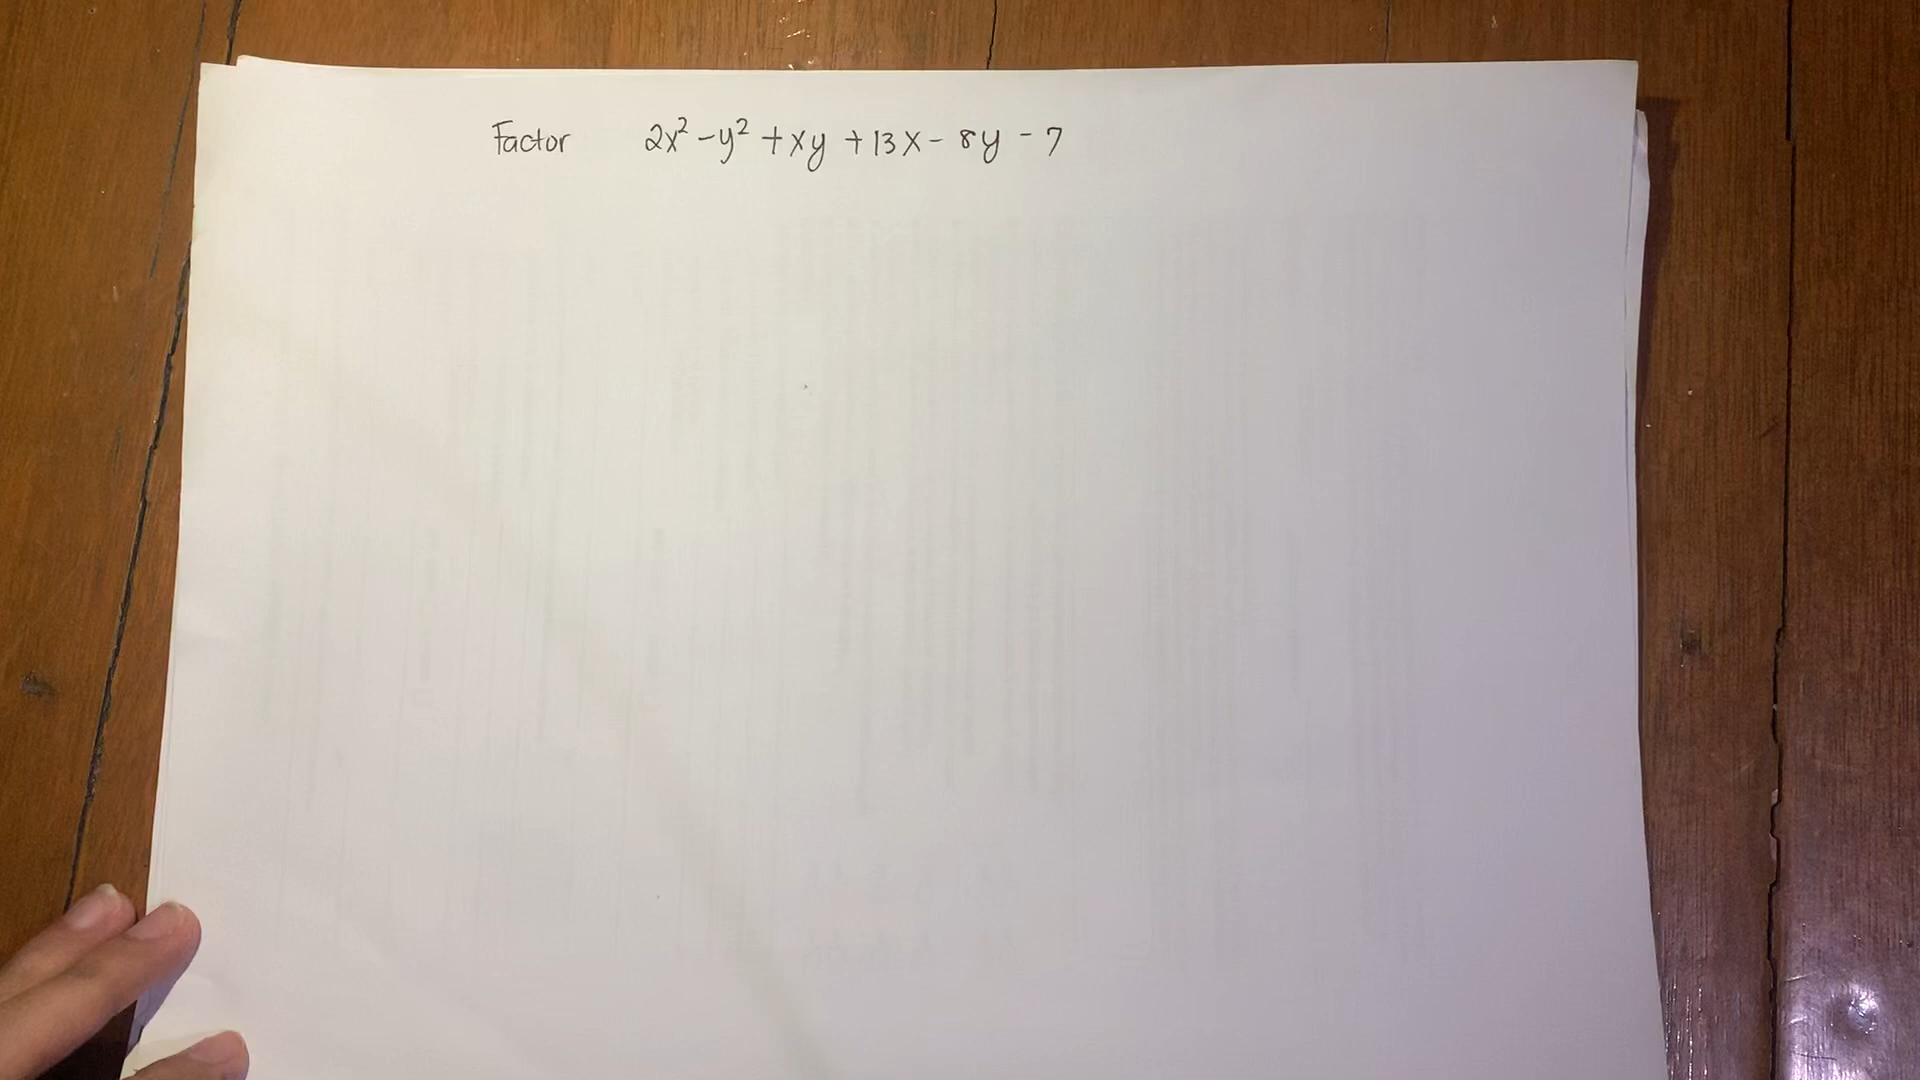 Factor 2x² - y² + xy + 13x - 8y - 7